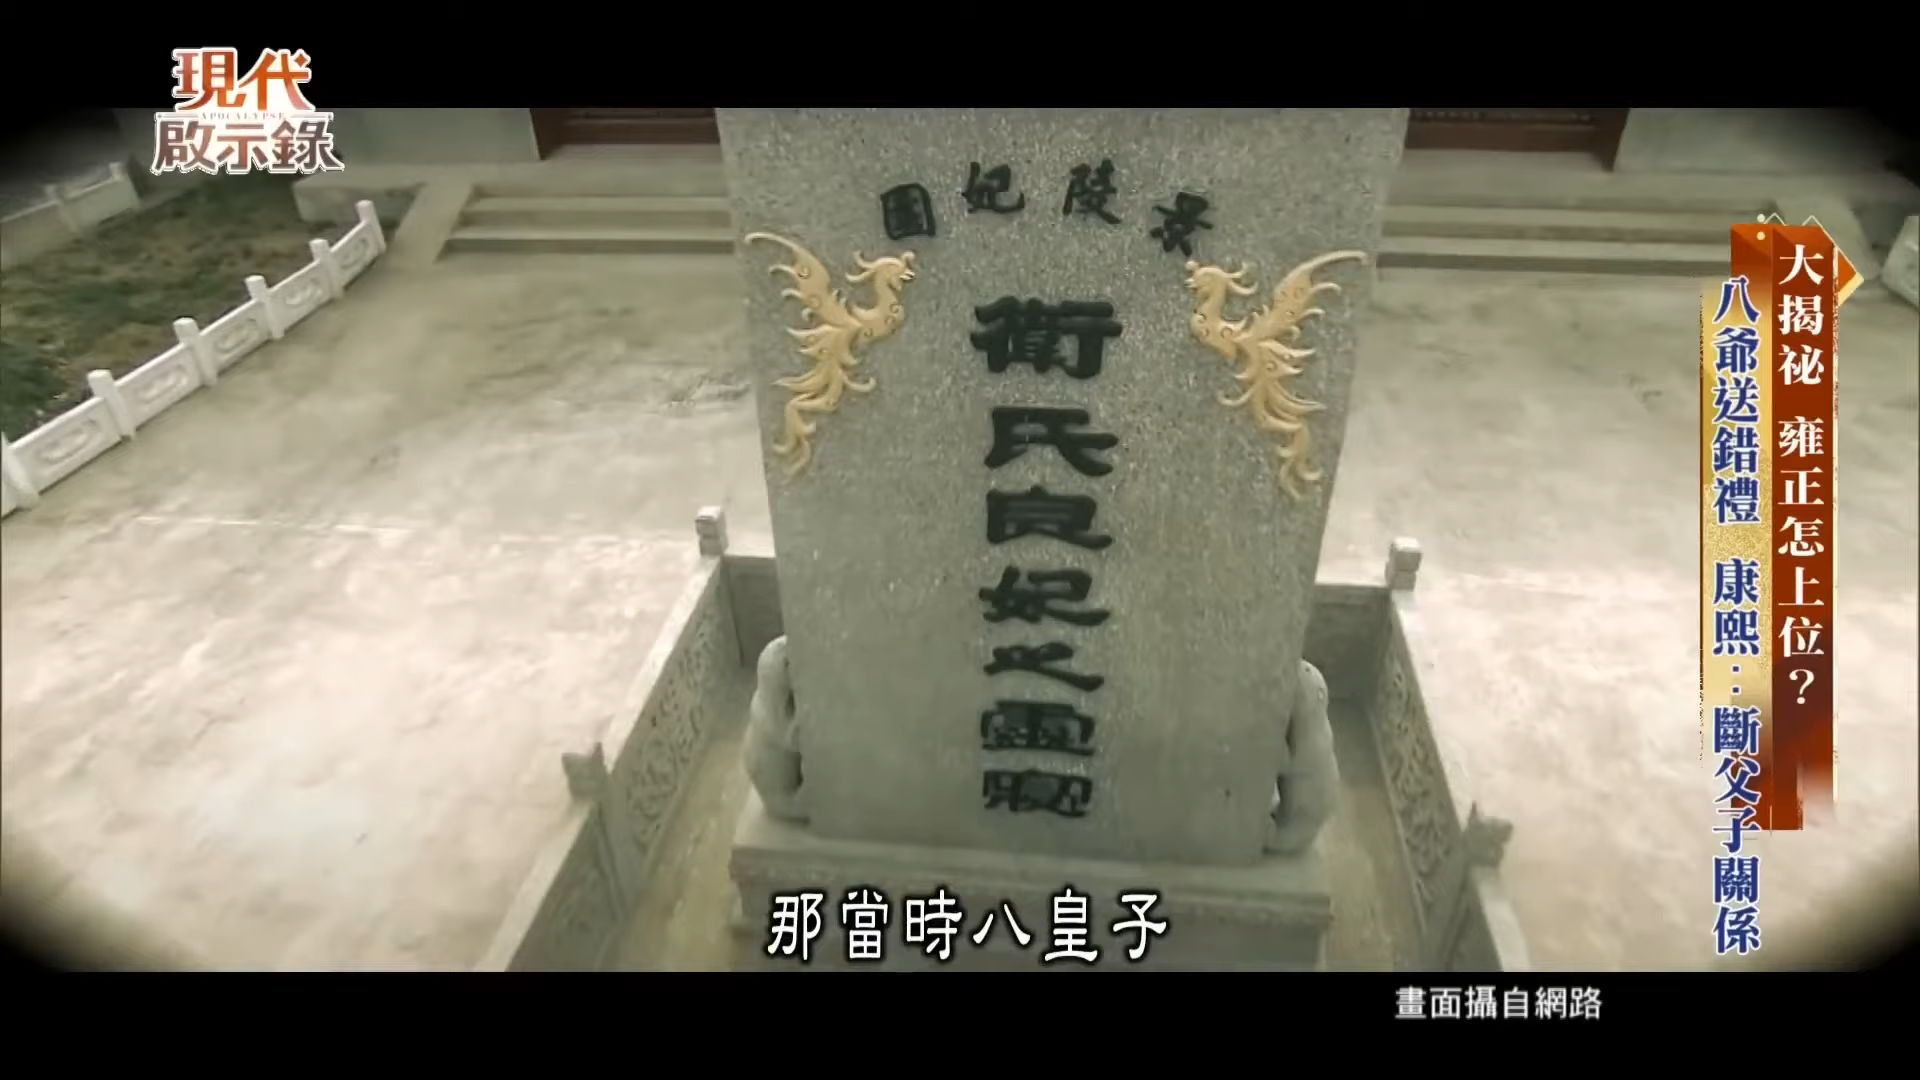 現代
APOCALYPSE
啟示錄
景陵妃園
衛氏良妃之靈寢
大揭祕 雍正怎上位？
八爺送錯禮 康熙：斷父子關係
那當時八皇子
畫面攝自網路